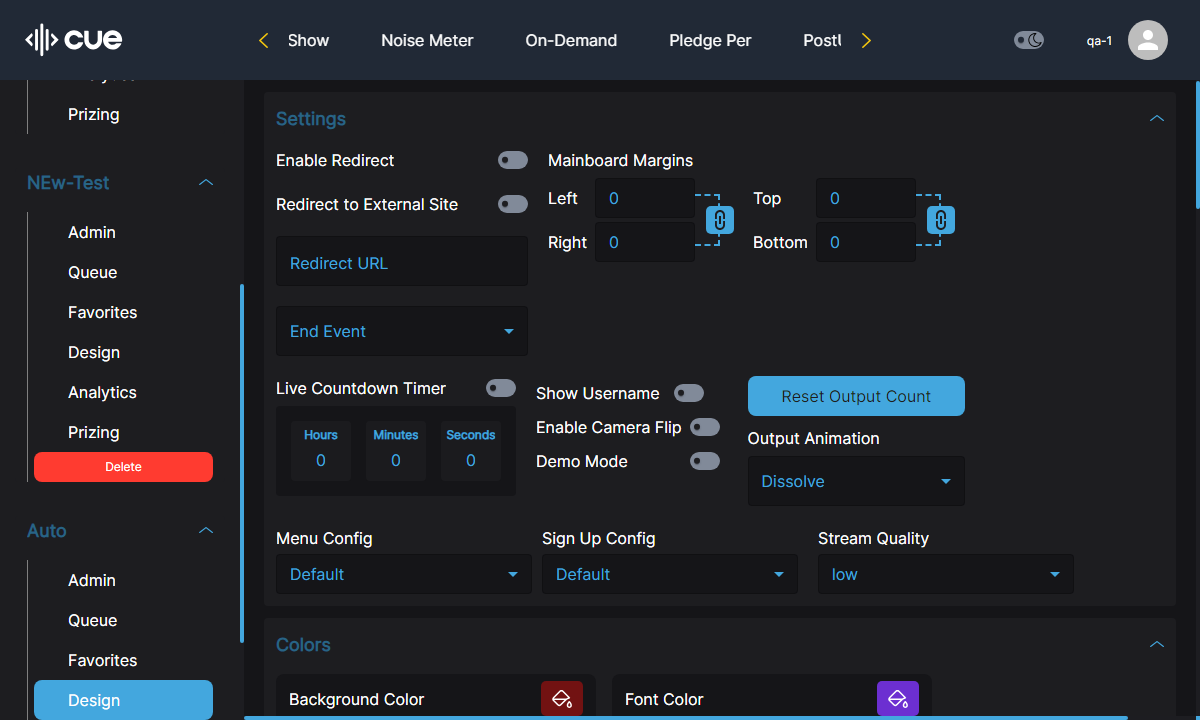 cue
Show
Noise Meter
On-Demand
Pledge Per
qa-1
Prizing
NEw-Test
Admin
Queue
Favorites
Design
Analytics
Prizing
Delete
Auto
Admin
Queue
Favorites
Design
Settings
Enable Redirect
Redirect to External Site
Redirect URL
End Event
Mainboard Margins
Left 0
Right 0
Top 0
Bottom 0
Live Countdown Timer
Hours Minutes Seconds
0 0 0
Show Username
Enable Camera Flip
Demo Mode
Reset Output Count
Output Animation
Dissolve
Menu Config
Default
Sign Up Config
Default
Stream Quality
low
Colors
Background Color
Font Color